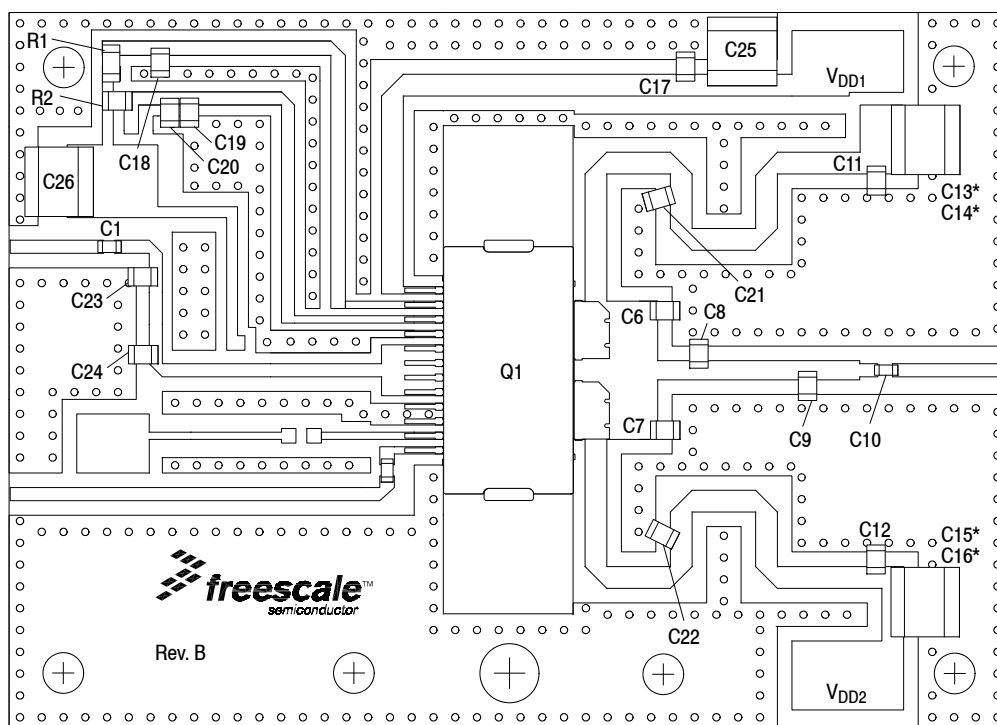 R1
C25
C17
VDD1
R2
C19
C18
C20
C11
C26
C13*
C14*
C1
C23
C21
C6
C8
C24
Q1
C7
C9
C10
C12
C15*
C16*
freescale™
semiconductor
C22
Rev. B
VDD2